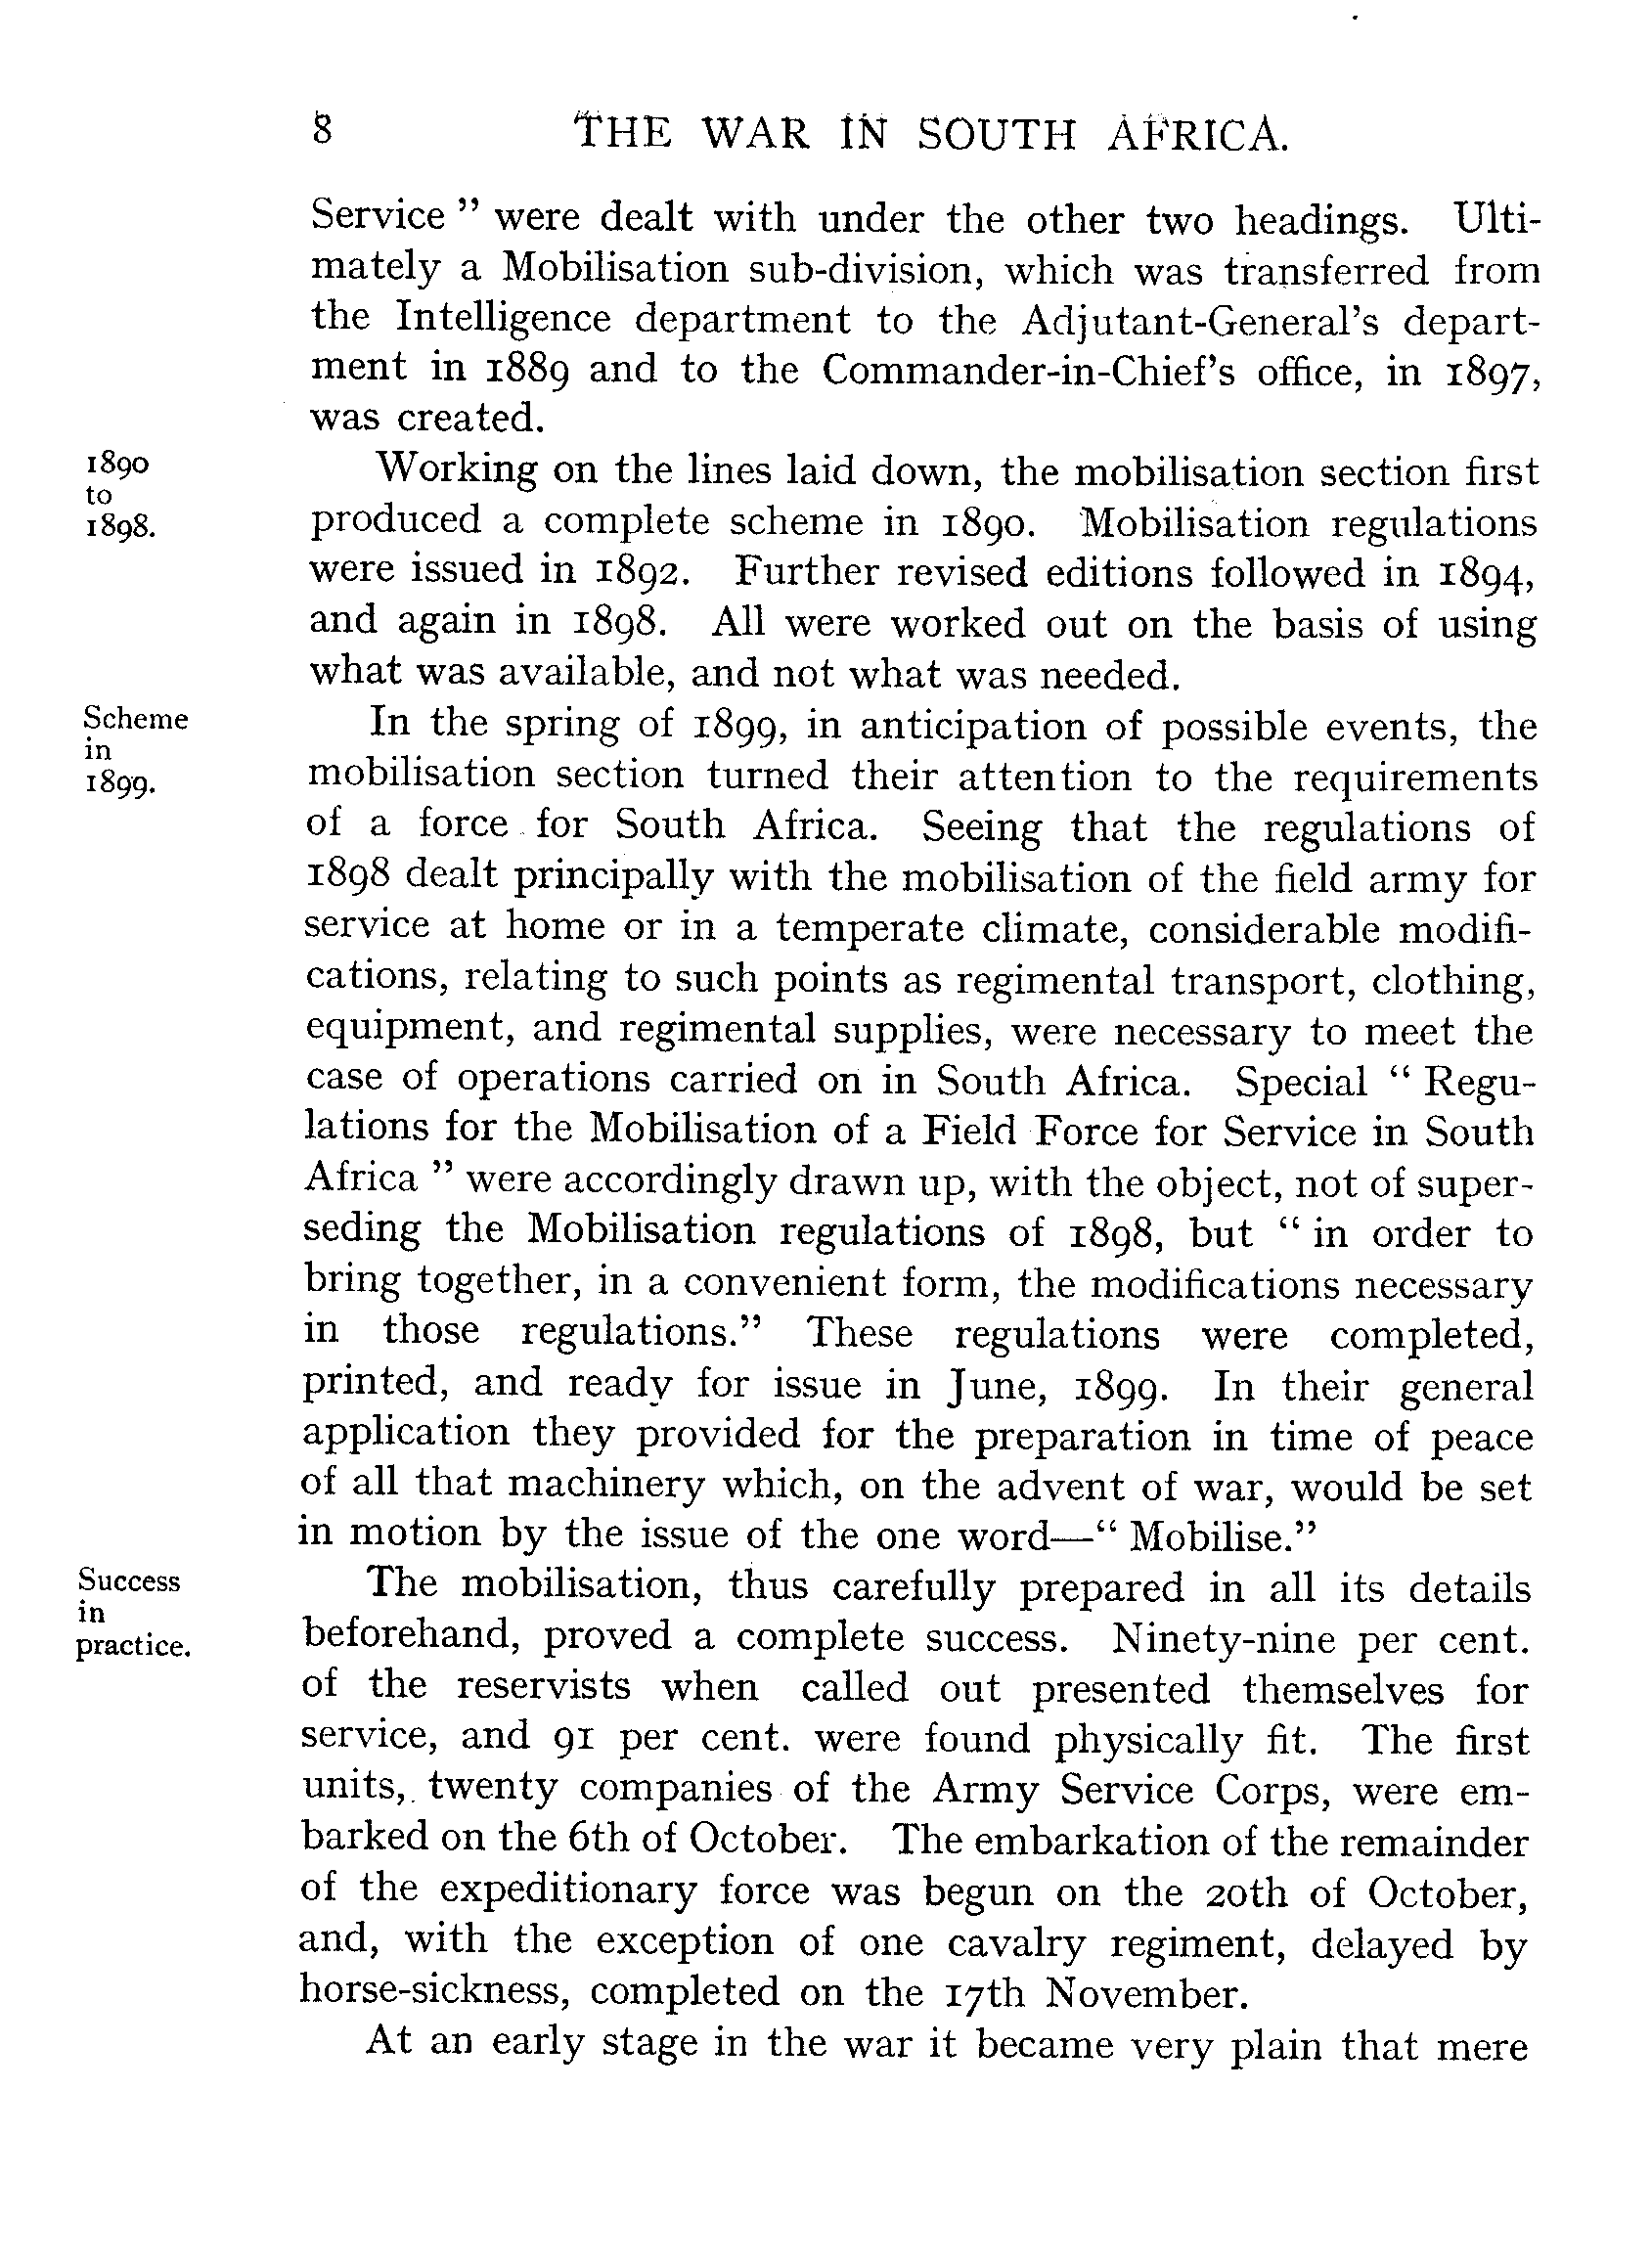 8 THE WAR IN SOUTH AFRICA.
Service " were dealt with under the other two headings. Ulti-
mately a Mobilisation sub-division, which was transferred from
the Intelligence department to the Adjutant-General's depart-
ment in 1889 and to the Commander-in-Chief's office, in 1897,
was created.
1890
to
1898.
Working on the lines laid down, the mobilisation section first
produced a complete scheme in 1890. Mobilisation regulations
were issued in 1892. Further revised editions followed in 1894,
and again in 1898. All were worked out on the basis of using
what was available, and not what was needed.
Scheme
in
1899.
In the spring of 1899, in anticipation of possible events, the
mobilisation section turned their attention to the requirements
of a force for South Africa. Seeing that the regulations of
1898 dealt principally with the mobilisation of the field army for
service at home or in a temperate climate, considerable modifi-
cations, relating to such points as regimental transport, clothing,
equipment, and regimental supplies, were necessary to meet the
case of operations carried on in South Africa. Special " Regu-
lations for the Mobilisation of a Field Force for Service in South
Africa " were accordingly drawn up, with the object, not of super-
seding the Mobilisation regulations of 1898, but " in order to
bring together, in a convenient form, the modifications necessary
in those regulations." These regulations were completed,
printed, and ready for issue in June, 1899. In their general
application they provided for the preparation in time of peace
of all that machinery which, on the advent of war, would be set
in motion by the issue of the one word—" Mobilise."
Success
in
practice.
The mobilisation, thus carefully prepared in all its details
beforehand, proved a complete success. Ninety-nine per cent.
of the reservists when called out presented themselves for
service, and 91 per cent. were found physically fit. The first
units, twenty companies of the Army Service Corps, were em-
barked on the 6th of October. The embarkation of the remainder
of the expeditionary force was begun on the 20th of October,
and, with the exception of one cavalry regiment, delayed by
horse-sickness, completed on the 17th November.
At an early stage in the war it became very plain that mere